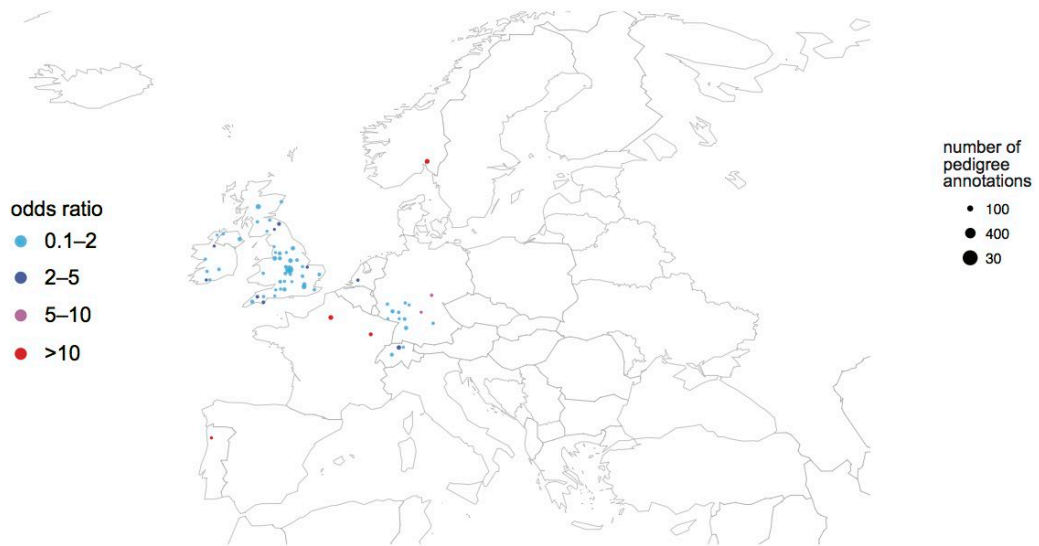 odds ratio
0.1–2
2–5
5–10
>10
number of
pedigree
annotations
100
400
30